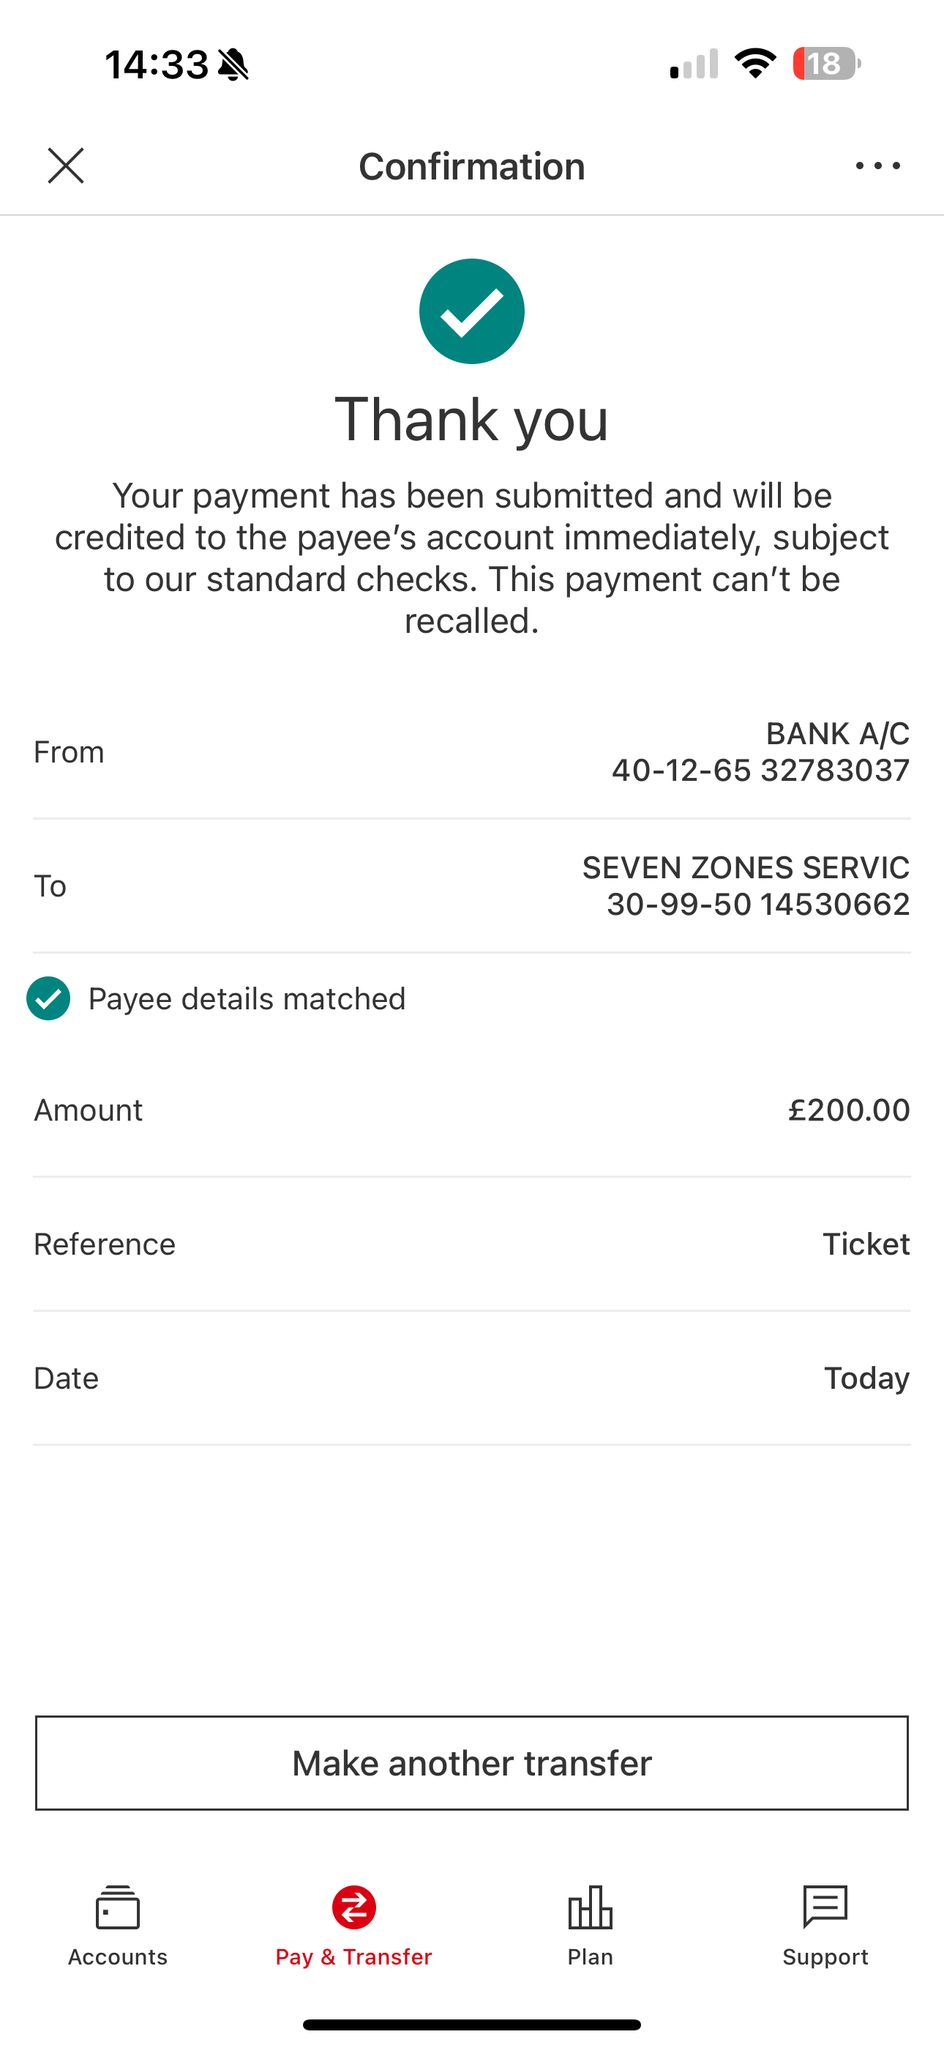 14:33
18
Confirmation
Thank you
Your payment has been submitted and will be
credited to the payee’s account immediately, subject
to our standard checks. This payment can’t be
recalled.
From
BANK A/C
40-12-65 32783037
To
SEVEN ZONES SERVIC
30-99-50 14530662
Payee details matched
Amount
£200.00
Reference
Ticket
Date
Today
Make another transfer
Accounts
Pay & Transfer
Plan
Support